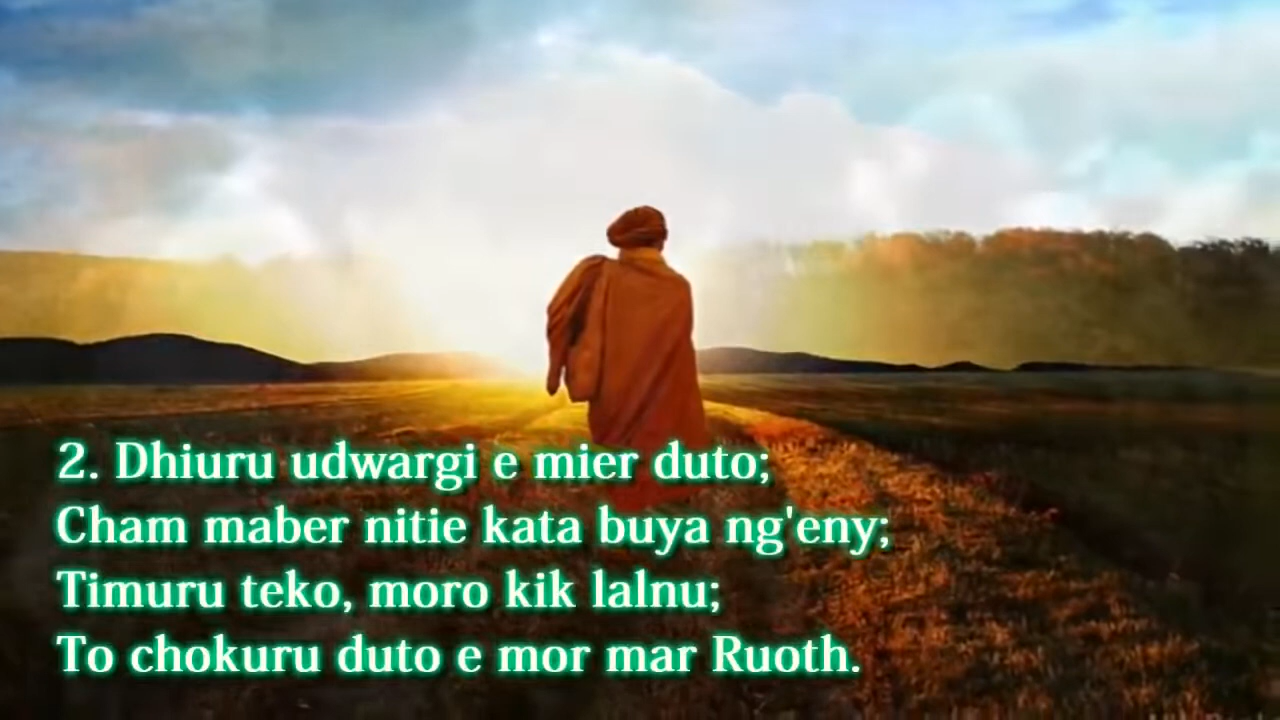 2. Dhiuru udwargi e mier duto;
Cham maber nitie kata buya ng'eny;
Timuru teko, moro kik lalnu;
To chokuru duto e mor mar Ruoth.